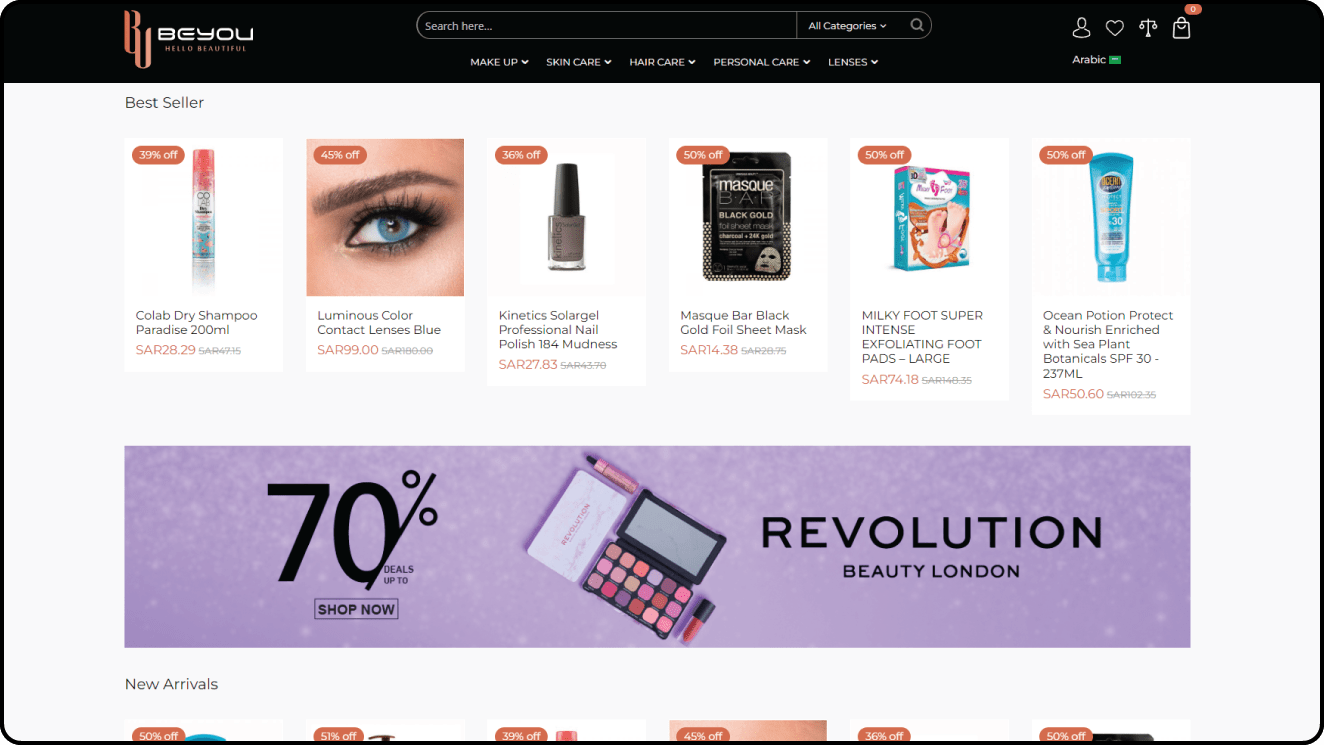 BEYOU
HELLO BEAUTIFUL
Search here...
All Categories
0
Arabic
MAKE UP
SKIN CARE
HAIR CARE
PERSONAL CARE
LENSES
Best Seller
39% off
45% off
36% off
50% off
50% off
50% off
masque
B·A·R
BLACK GOLD
foil sheet mask
charcoal + 24K gold
kinetics
30
Colab Dry Shampoo
Paradise 200ml
SAR28.29 SAR47.15
Luminous Color
Contact Lenses Blue
SAR99.00 SAR180.00
Kinetics Solargel
Professional Nail
Polish 184 Mudness
SAR27.83 SAR43.70
Masque Bar Black
Gold Foil Sheet Mask
SAR14.38 SAR28.75
MILKY FOOT SUPER
INTENSE
EXFOLIATING FOOT
PADS – LARGE
SAR74.18 SAR148.35
Ocean Potion Protect
& Nourish Enriched
with Sea Plant
Botanicals SPF 30 -
237ML
SAR50.60 SAR102.35
70%
DEALS
UP TO
SHOP NOW
REVOLUTION
REVOLUTION
BEAUTY LONDON
New Arrivals
50% off
51% off
39% off
45% off
36% off
50% off